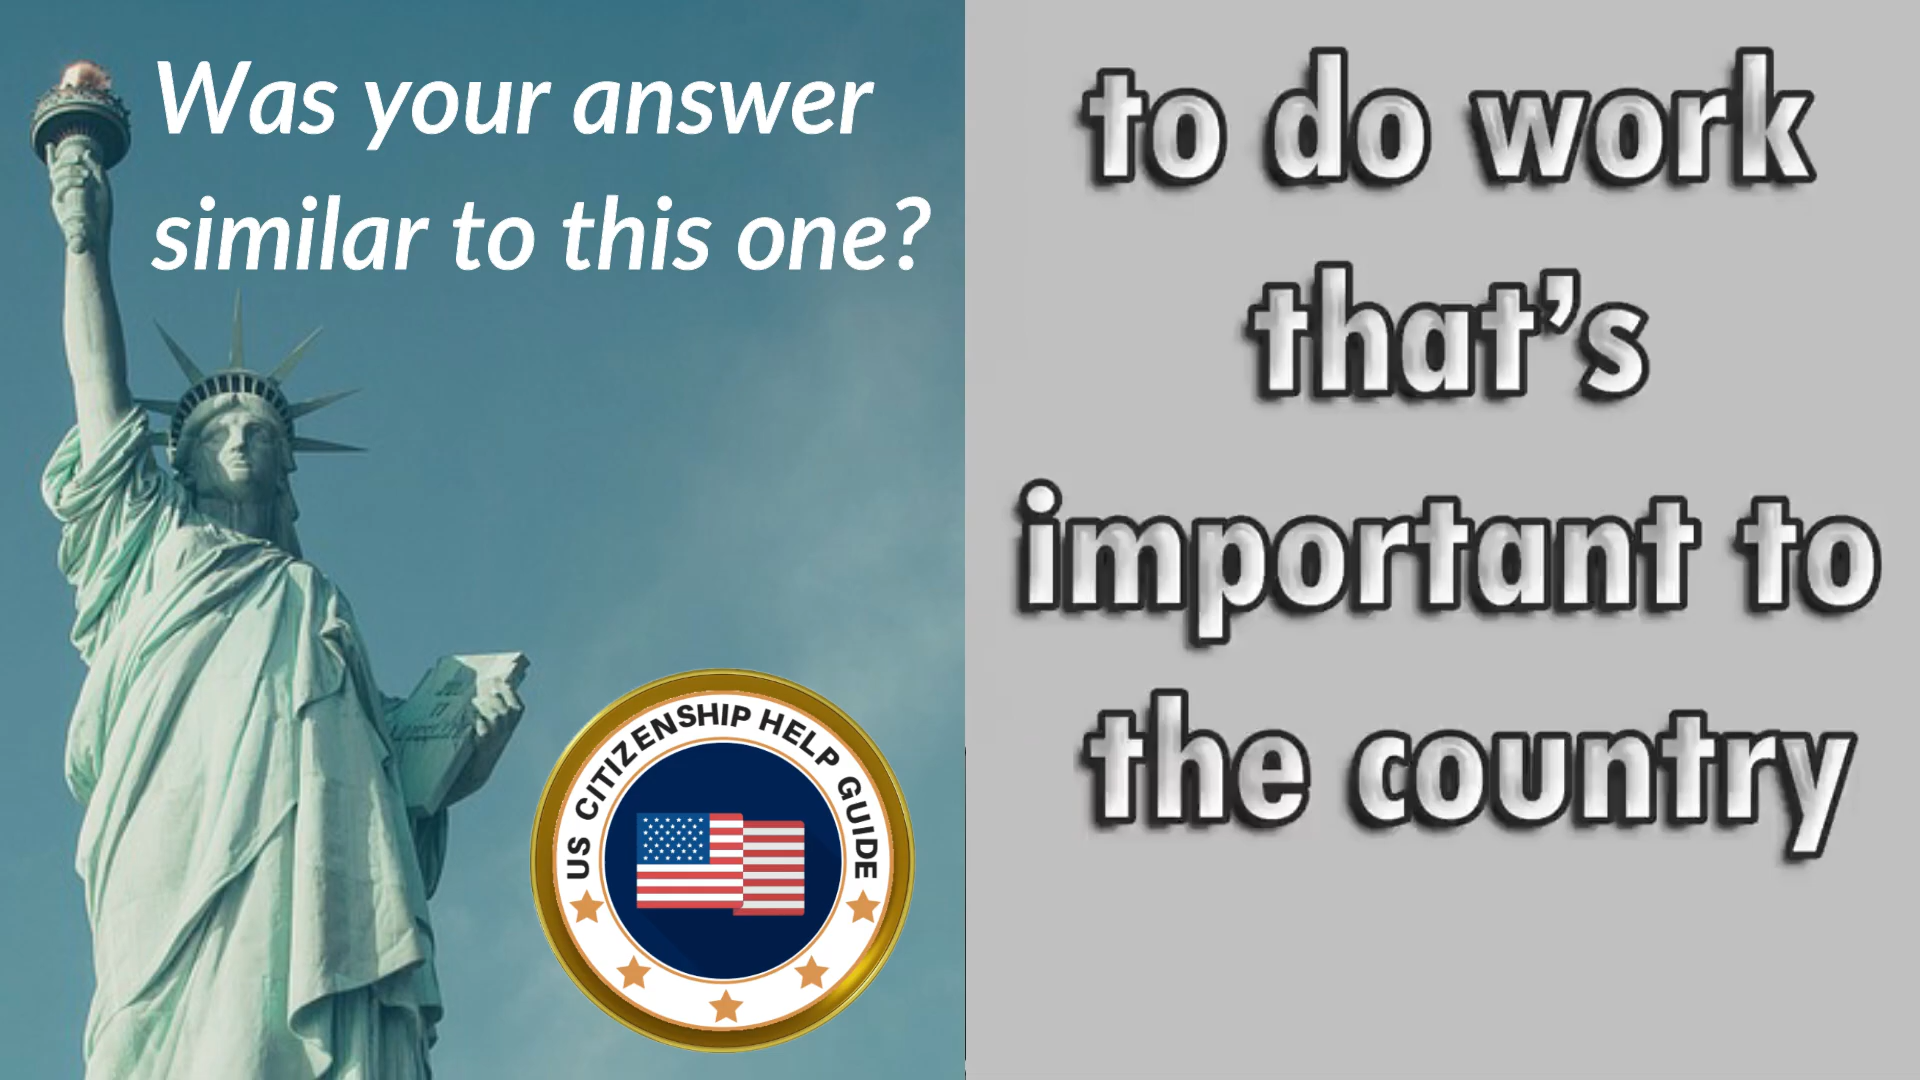 Was your answer
similar to this one?
US CITIZENSHIP HELP GUIDE
to do work
that's
important to
the country